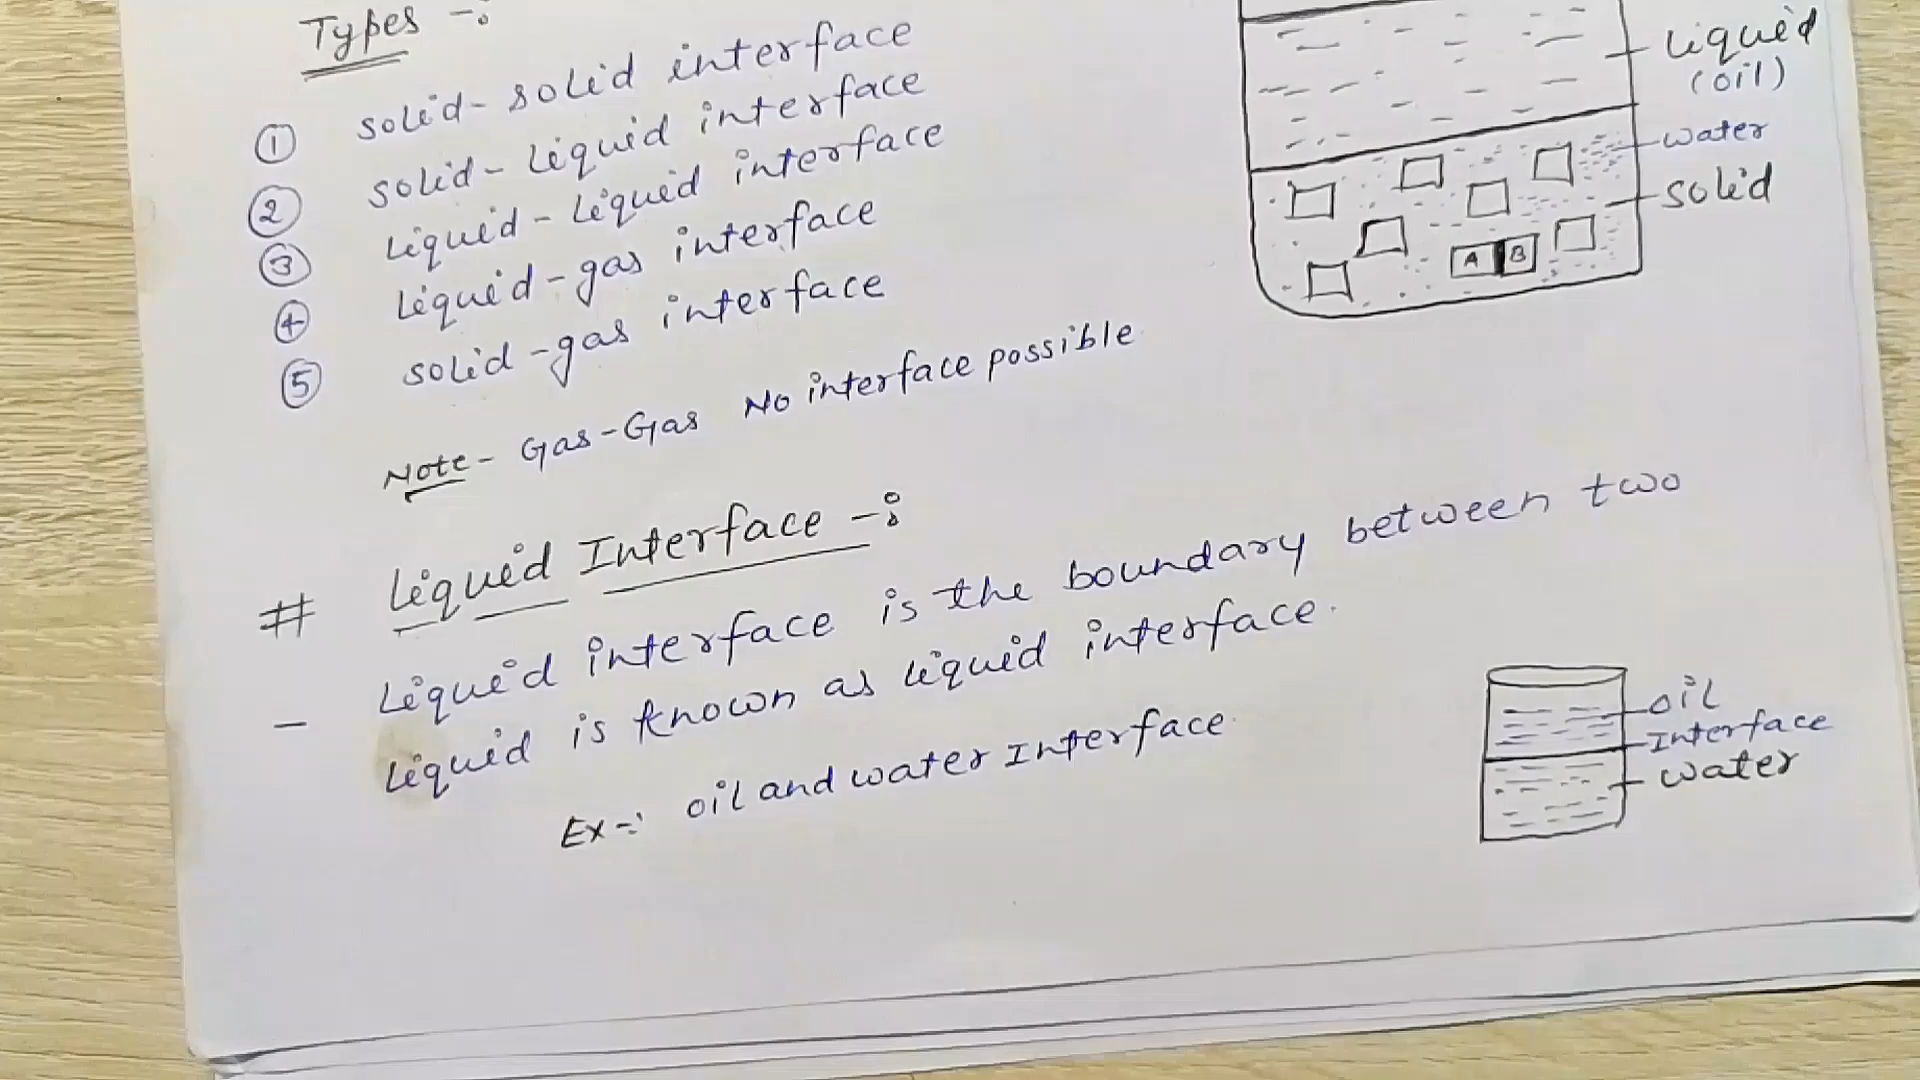 Types -:
① solid-solid interface
② solid-liquid interface
③ liquid-liquid interface
④ liquid-gas interface
⑤ solid-gas interface
Note- Gas-Gas No interface possible
# Liquid Interface -:
- Liquid interface is the boundary between two
liquid is known as liquid interface.
Ex-: oil and water Interface
liquid
(oil)
water
solid
A B
oil
Interface
water